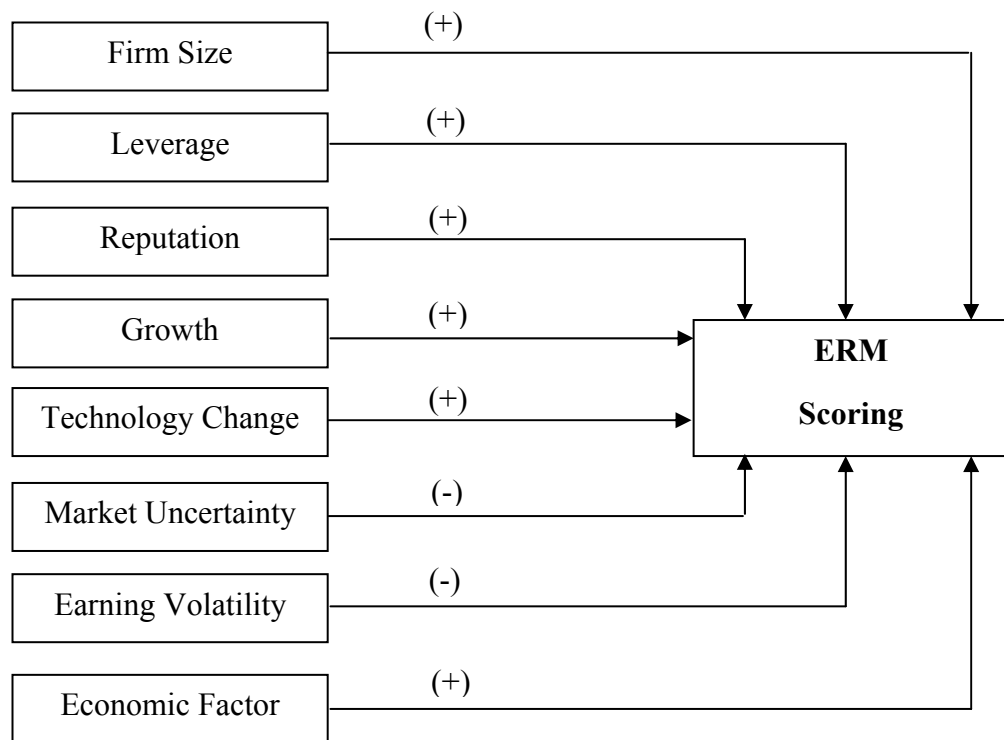 (+)
Firm Size
(+)
Leverage
(+)
Reputation
(+)
Growth
ERM
(+)
Technology Change
Scoring
(-)
Market Uncertainty
(-)
Earning Volatility
(+)
Economic Factor